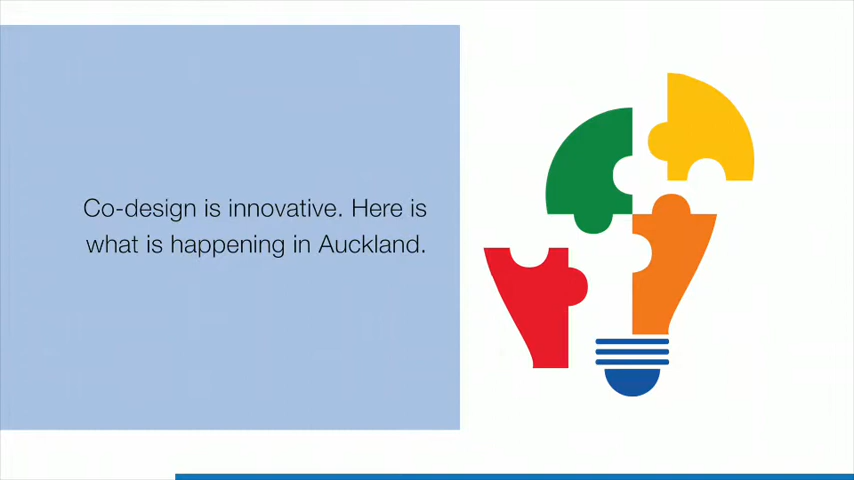 Co-design is innovative. Here is
what is happening in Auckland.